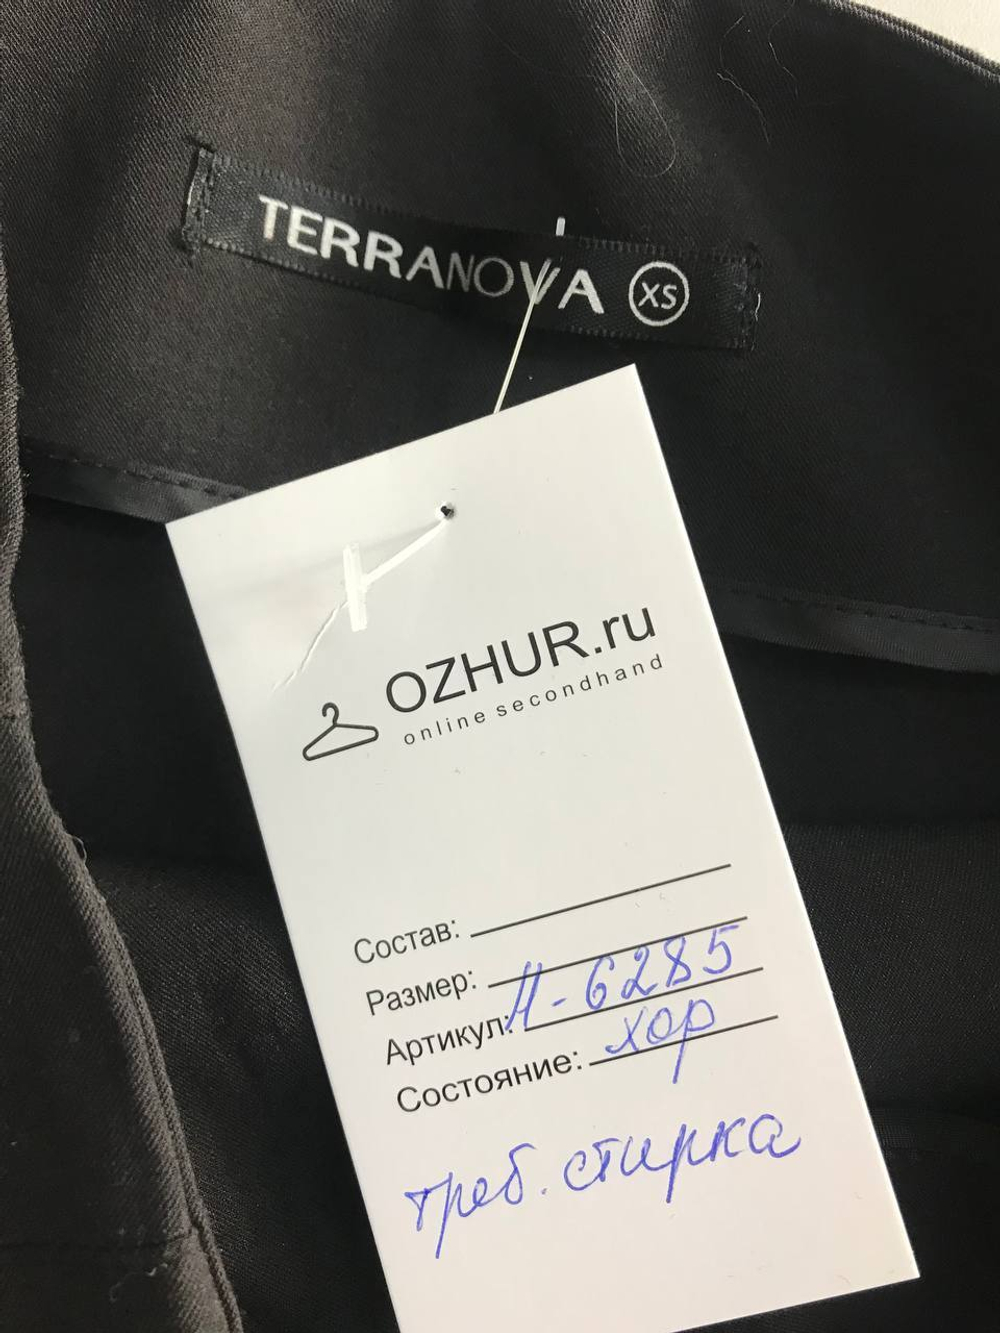 TERRANOVA XS
OZHUR.ru
online secondhand
Состав:
Размер:
Артикул: Н-6285
Состояние: хор
треб. стирка